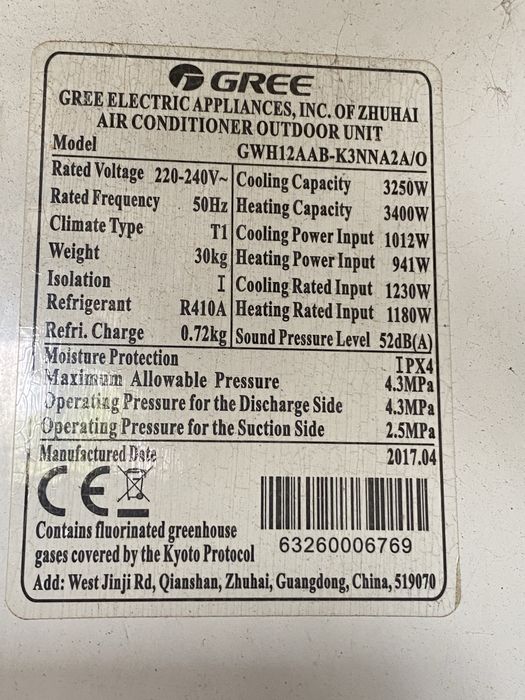 GREE
GREE ELECTRIC APPLIANCES, INC. OF ZHUHAI
AIR CONDITIONER OUTDOOR UNIT
Model GWH12AAB-K3NNA2A/O
Rated Voltage 220-240V~ Cooling Capacity 3250W
Rated Frequency 50Hz Heating Capacity 3400W
Climate Type T1 Cooling Power Input 1012W
Weight 30kg Heating Power Input 941W
Isolation I Cooling Rated Input 1230W
Refrigerant R410A Heating Rated Input 1180W
Refri. Charge 0.72kg Sound Pressure Level 52dB(A)
Moisture Protection IPX4
Maximum Allowable Pressure 4.3MPa
Operating Pressure for the Discharge Side 4.3MPa
Operating Pressure for the Suction Side 2.5MPa
Manufactured Date 2017.04
CE
Contains fluorinated greenhouse
gases covered by the Kyoto Protocol
63260006769
Add: West Jinji Rd, Qianshan, Zhuhai, Guangdong, China, 519070